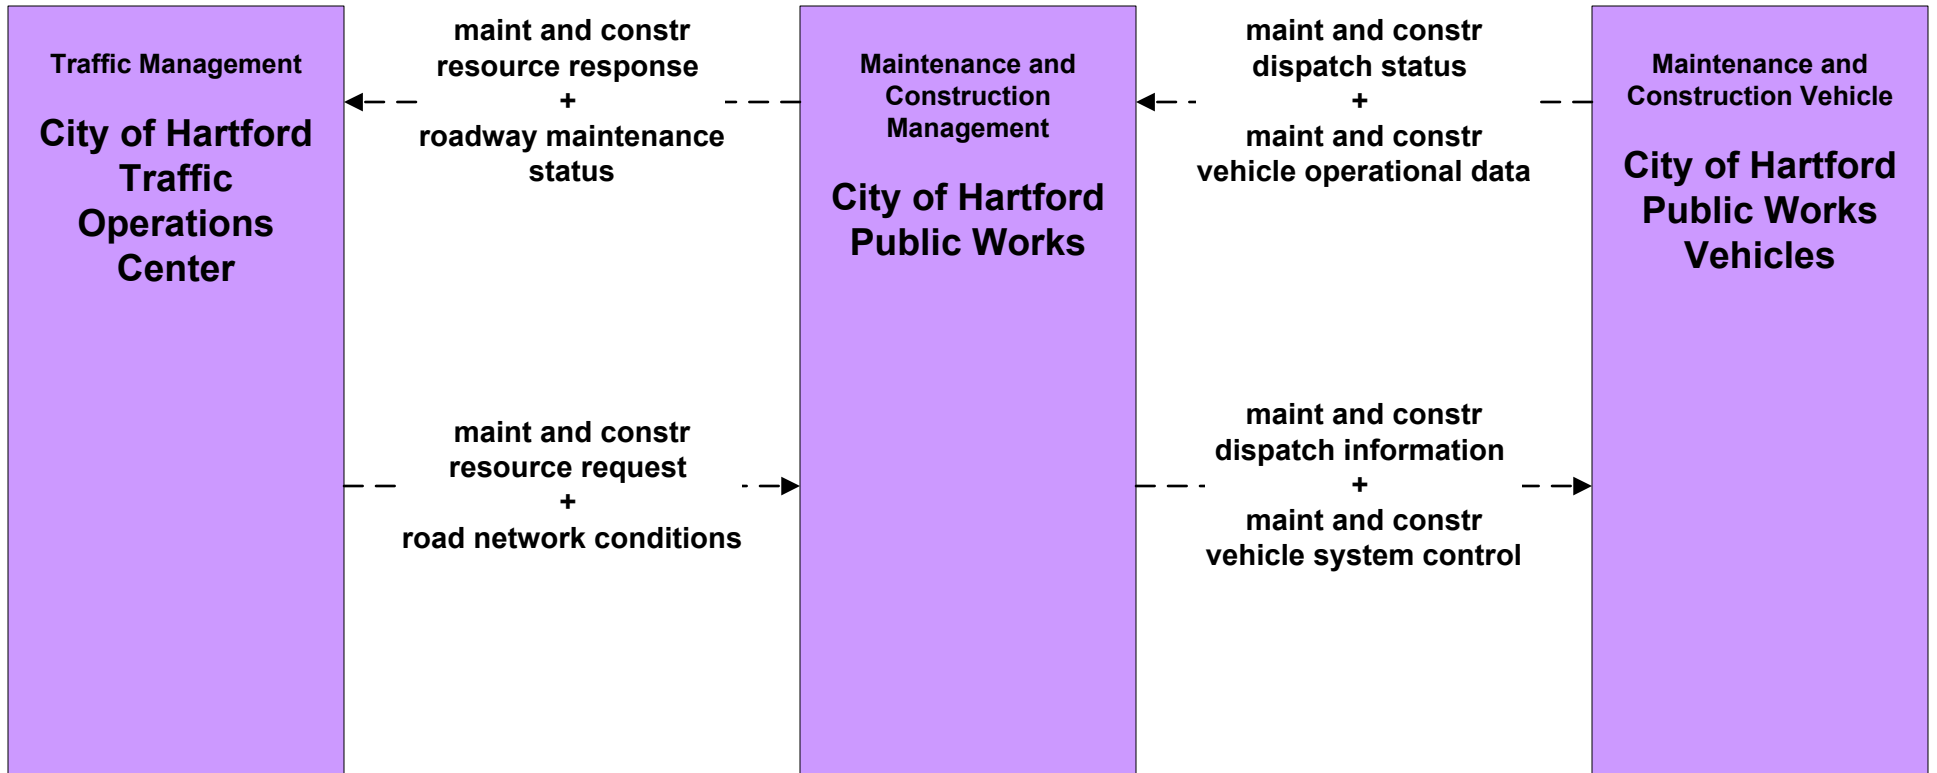 Traffic Management
City of Hartford
Traffic
Operations
Center
maint and constr
resource response
+
roadway maintenance
status
maint and constr
resource request
+
road network conditions
Maintenance and
Construction
Management
City of Hartford
Public Works
maint and constr
dispatch status
+
maint and constr
vehicle operational data
maint and constr
dispatch information
+
maint and constr
vehicle system control
Maintenance and
Construction Vehicle
City of Hartford
Public Works
Vehicles